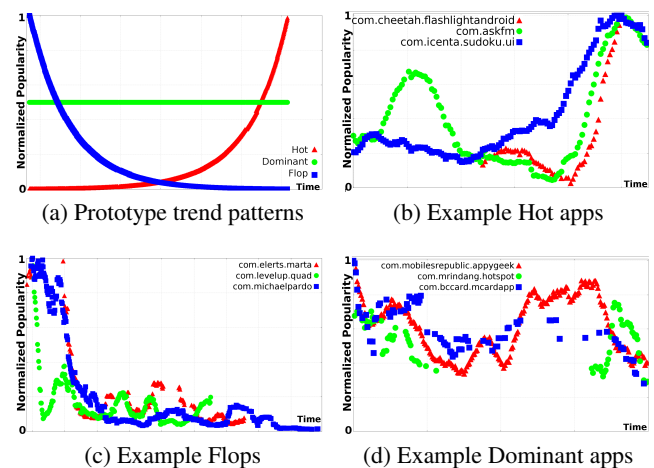 1
Normalized Popularity
Hot
Dominant
Flop
0
Time
(a) Prototype trend patterns
1
com.cheetah.flashlightandroid
com.askfm
com.icenta.sudoku.ui
Normalized Popularity
0
Time
(b) Example Hot apps
1
com.elerts.marta
com.levelup.quad
com.michaelpardo
Normalized Popularity
0
Time
(c) Example Flops
1
com.mobilesrepublic.appygeek
com.mrindang.hotspot
com.bccard.mcardapp
Normalized Popularity
0
Time
(d) Example Dominant apps